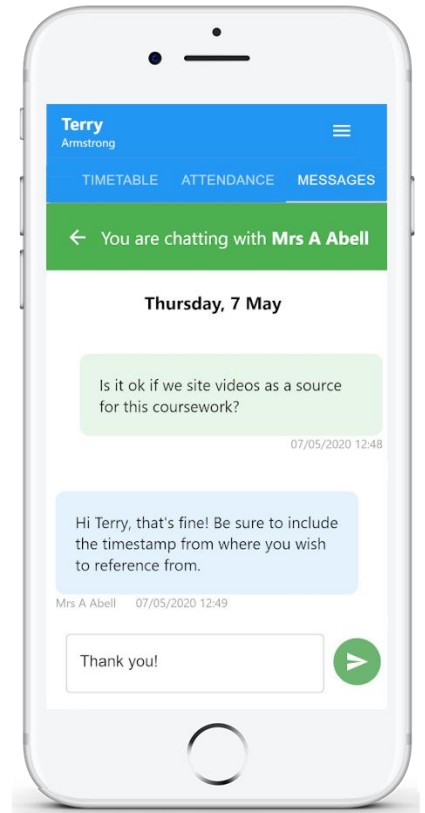 Terry
Armstrong
TIMETABLE ATTENDANCE MESSAGES
You are chatting with Mrs A Abell
Thursday, 7 May
Is it ok if we site videos as a source
for this coursework?
07/05/2020 12:48
Hi Terry, that's fine! Be sure to include
the timestamp from where you wish
to reference from.
Mrs A Abell 07/05/2020 12:49
Thank you!